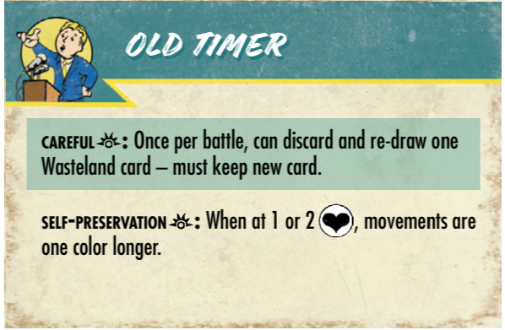 OLD TIMER
CAREFUL: Once per battle, can discard and re-draw one
Wasteland card – must keep new card.
SELF-PRESERVATION: When at 1 or 2, movements are
one color longer.